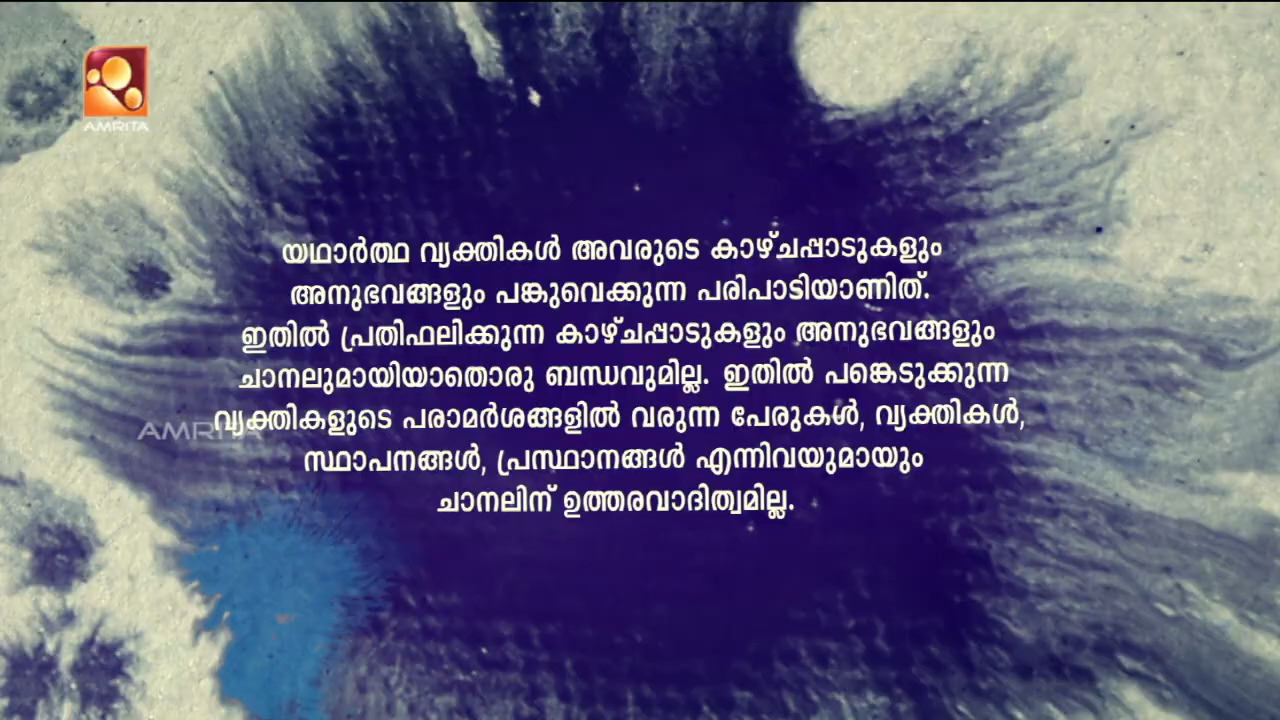 AMRITA
യഥാർത്ഥ വ്യക്തികൾ അവരുടെ കാഴ്ചപ്പാടുകളും
അനുഭവങ്ങളും പങ്കുവെക്കുന്ന പരിപാടിയാണിത്.
ഇതിൽ പ്രതിഫലിക്കുന്ന കാഴ്ചപ്പാടുകളും അനുഭവങ്ങളും
ചാനലുമായിയാതൊരു ബന്ധവുമില്ല. ഇതിൽ പങ്കെടുക്കുന്ന
വ്യക്തികളുടെ പരാമർശങ്ങളിൽ വരുന്ന പേരുകൾ, വ്യക്തികൾ,
AMRITA
സ്ഥാപനങ്ങൾ, പ്രസ്ഥാനങ്ങൾ എന്നിവയുമായും
ചാനലിന് ഉത്തരവാദിത്വമില്ല.